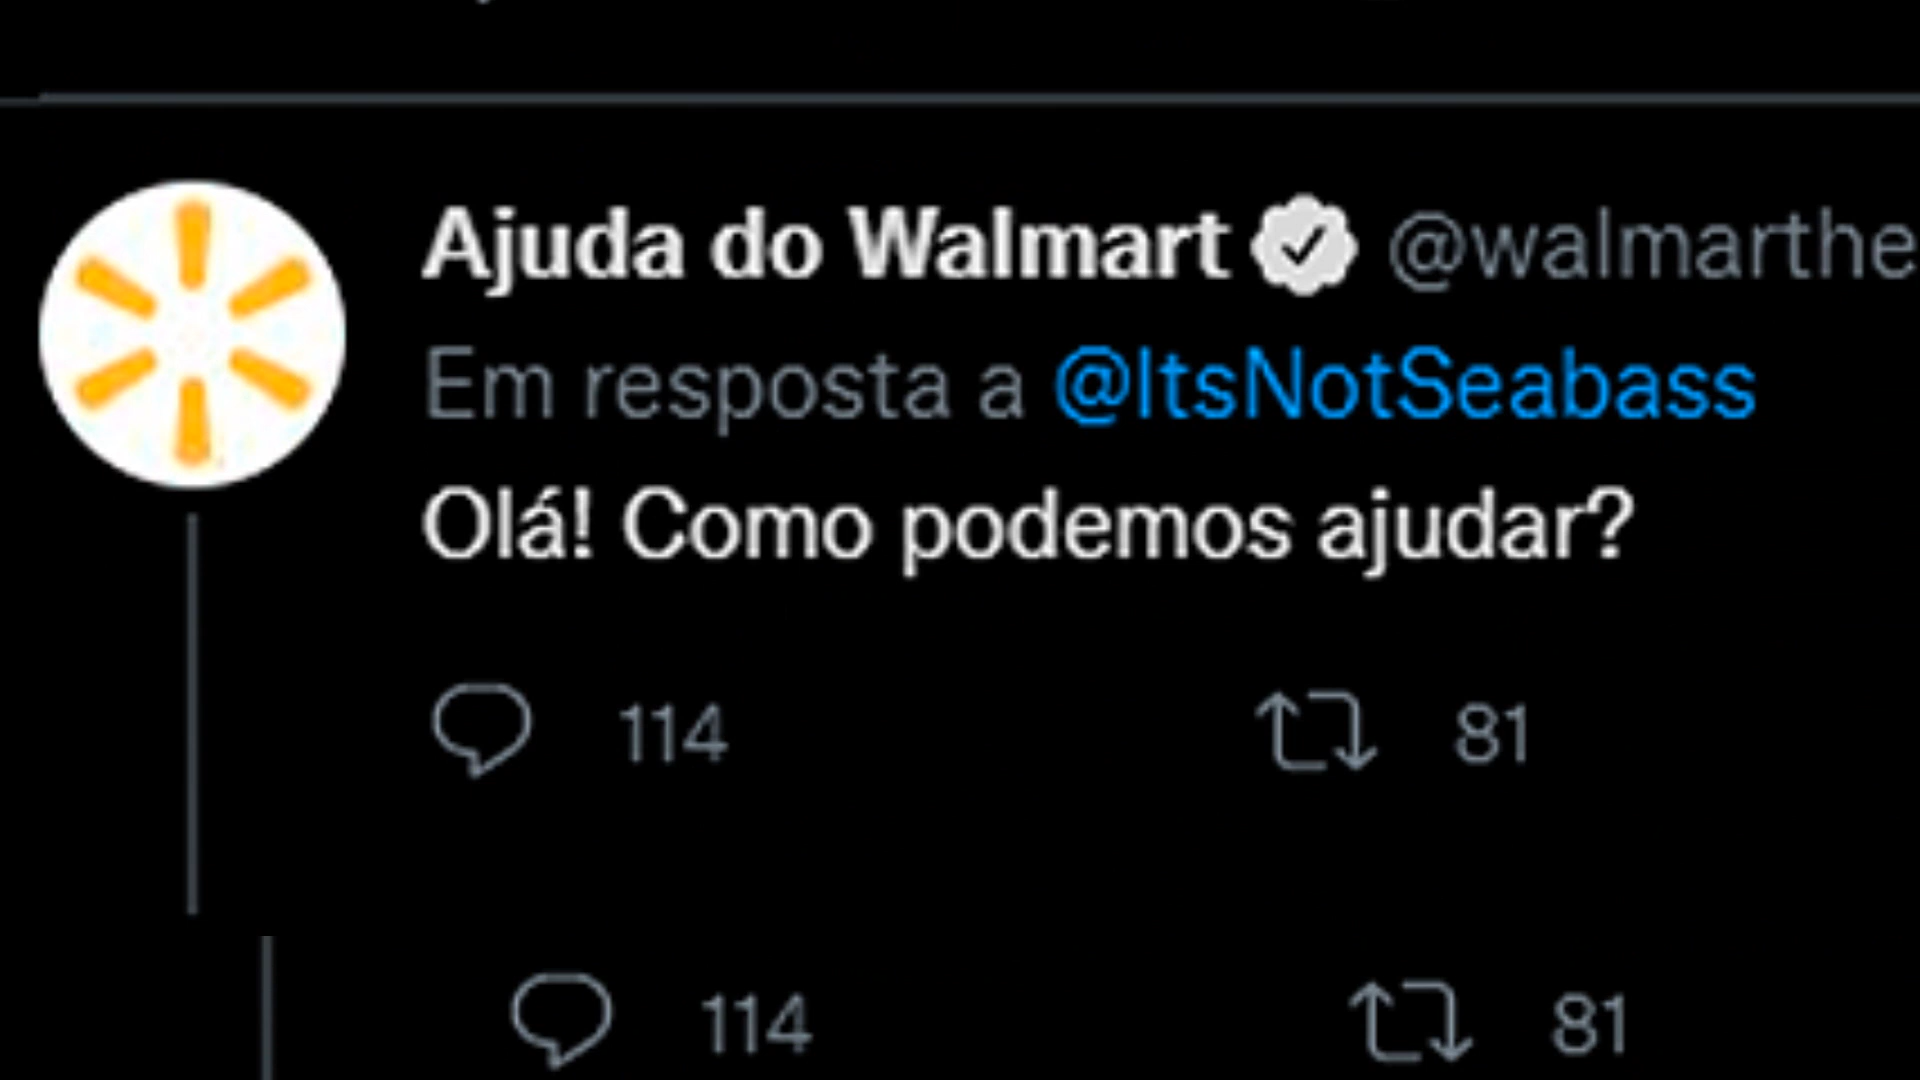 Ajuda do Walmart @walmarthe
Em resposta a @ItsNotSeabass
Olá! Como podemos ajudar?
114 81
114 81